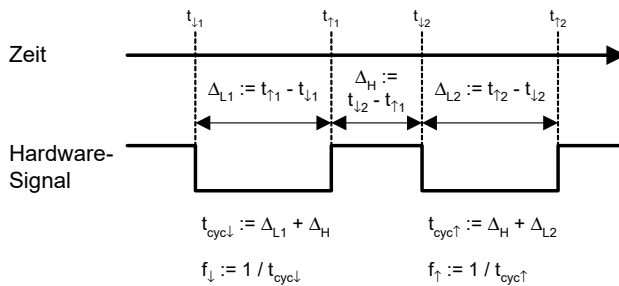 t↓1 t↑1 t↓2 t↑2
Zeit
ΔL1 := t↑1 - t↓1
ΔH :=
t↓2 - t↑1
ΔL2 := t↑2 - t↓2
Hardware-
Signal
tcyc↓ := ΔL1 + ΔH
tcyc↑ := ΔH + ΔL2
f↓ := 1 / tcyc↓
f↑ := 1 / tcyc↑